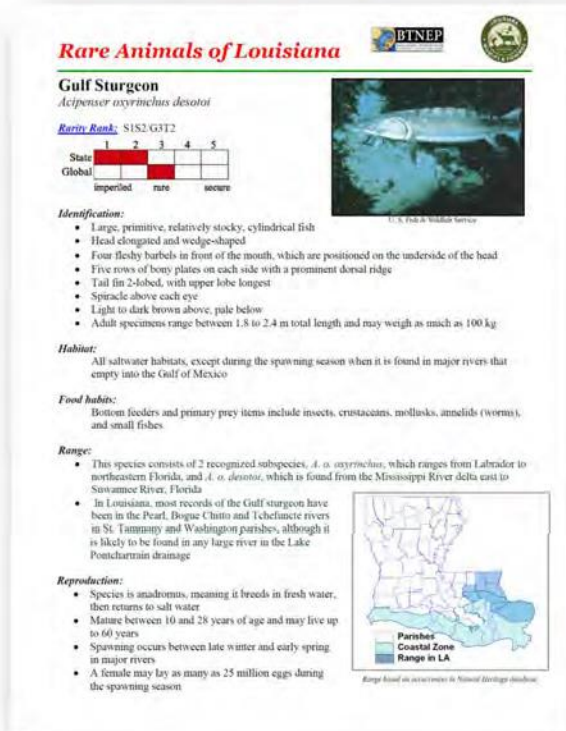 Rare Animals of Louisiana
BTNEP
Gulf Sturgeon
Acipenser oxyrinchus desotoi
Rarity Rank: S1S2/G3T2
1 2 3 4 5
State
Global
imperiled rare secure
U. S. Fish & Wildlife Service
Identification:
• Large, primitive, relatively stocky, cylindrical fish
• Head elongated and wedge-shaped
• Four fleshy barbels in front of the mouth, which are positioned on the underside of the head
• Five rows of bony plates on each side with a prominent dorsal ridge
• Tail fin 2-lobed, with upper lobe longest
• Spiracle above each eye
• Light to dark brown above, pale below
• Adult specimens range between 1.8 to 2.4 m total length and may weigh as much as 100 kg
Habitat:
All saltwater habitats, except during the spawning season when it is found in major rivers that
empty into the Gulf of Mexico
Food habits:
Bottom feeders and primary prey items include insects, crustaceans, mollusks, annelids (worms),
and small fishes
Range:
• This species consists of 2 recognized subspecies, A. o. oxyrinchus, which ranges from Labrador to
northeastern Florida, and A. o. desotoi, which is found from the Mississippi River delta east to
Suwannee River, Florida
• In Louisiana, most records of the Gulf sturgeon have
been in the Pearl, Bogue Chitto and Tchefuncte rivers
in St. Tammany and Washington parishes, although it
is likely to be found in any large river in the Lake
Pontchartrain drainage
Reproduction:
• Species is anadromus, meaning it breeds in fresh water,
then returns to salt water
• Mature between 10 and 28 years of age and may live up
to 60 years
• Spawning occurs between late winter and early spring
in major rivers
• A female may lay as many as 25 million eggs during
the spawning season
Parishes
Coastal Zone
Range in LA
Range based on occurrences in Natural Heritage database